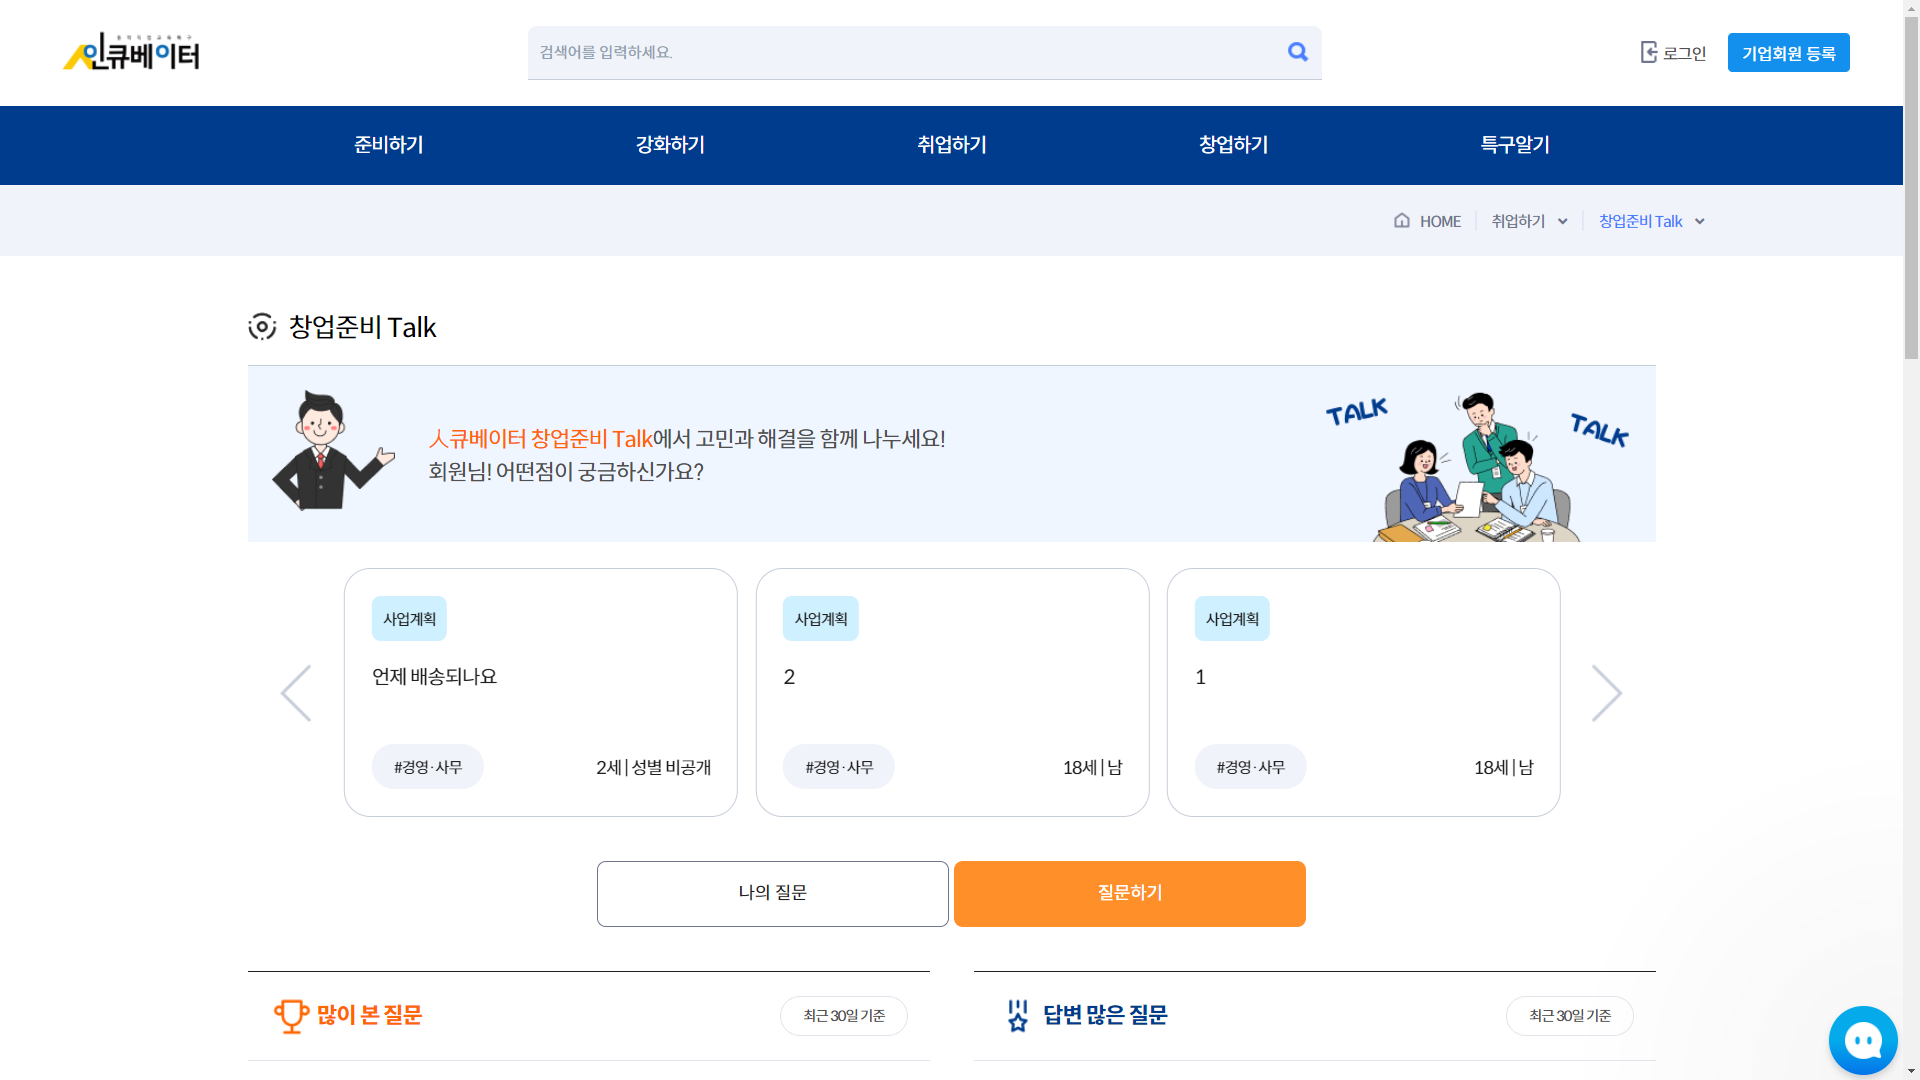 인큐베이터
검색어를 입력하세요.
로그인
기업회원 등록
준비하기
강화하기
취업하기
창업하기
특구알기
HOME
취업하기
창업준비 Talk
창업준비 Talk
人큐베이터 창업준비 Talk에서 고민과 해결을 함께 나누세요!
회원님! 어떤점이 궁금하신가요?
TALK
TALK
사업계획
언제 배송되나요
#경영·사무
2세 | 성별 비공개
사업계획
2
#경영·사무
18세 | 남
사업계획
1
#경영·사무
18세 | 남
나의 질문
질문하기
많이 본 질문
최근 30일 기준
답변 많은 질문
최근 30일 기준